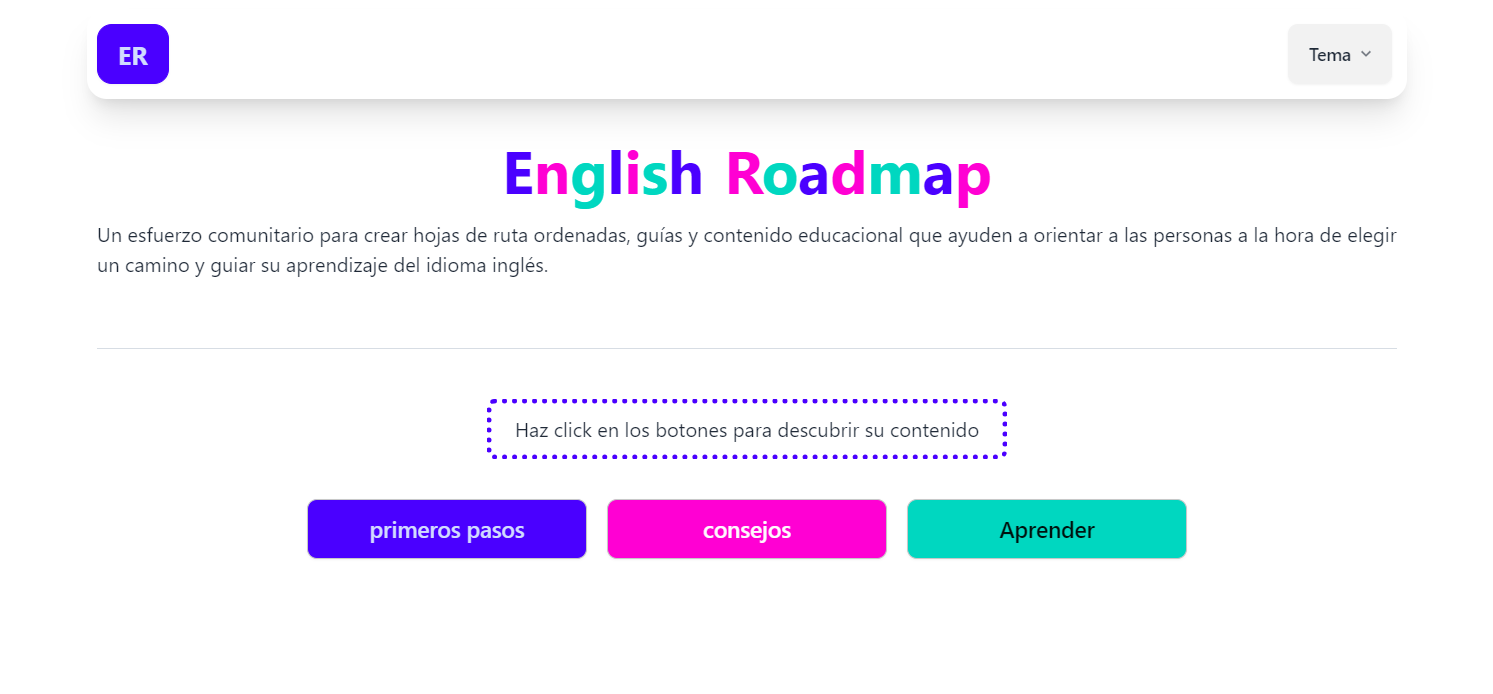 ER
Tema
English Roadmap
Un esfuerzo comunitario para crear hojas de ruta ordenadas, guías y contenido educacional que ayuden a orientar a las personas a la hora de elegir
un camino y guiar su aprendizaje del idioma inglés.
Haz click en los botones para descubrir su contenido
primeros pasos
consejos
Aprender